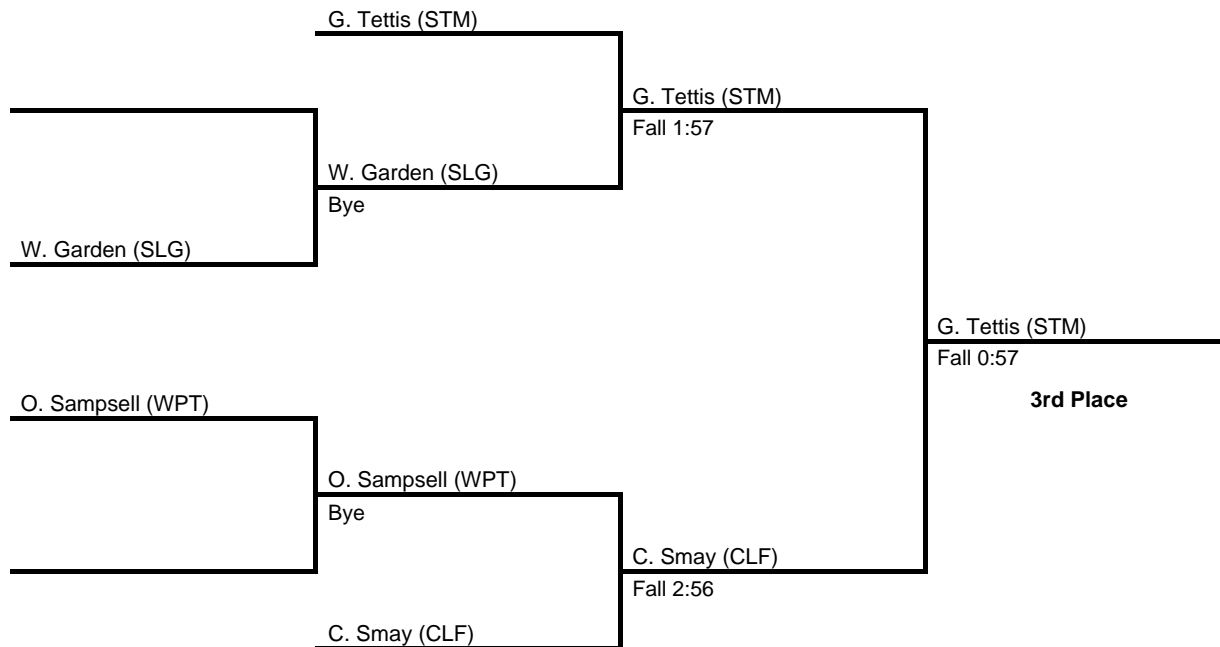 G. Tettis (STM)
G. Tettis (STM)
Fall 1:57
W. Garden (SLG)
Bye
W. Garden (SLG)
G. Tettis (STM)
Fall 0:57
3rd Place
O. Sampsell (WPT)
O. Sampsell (WPT)
Bye
C. Smay (CLF)
Fall 2:56
C. Smay (CLF)